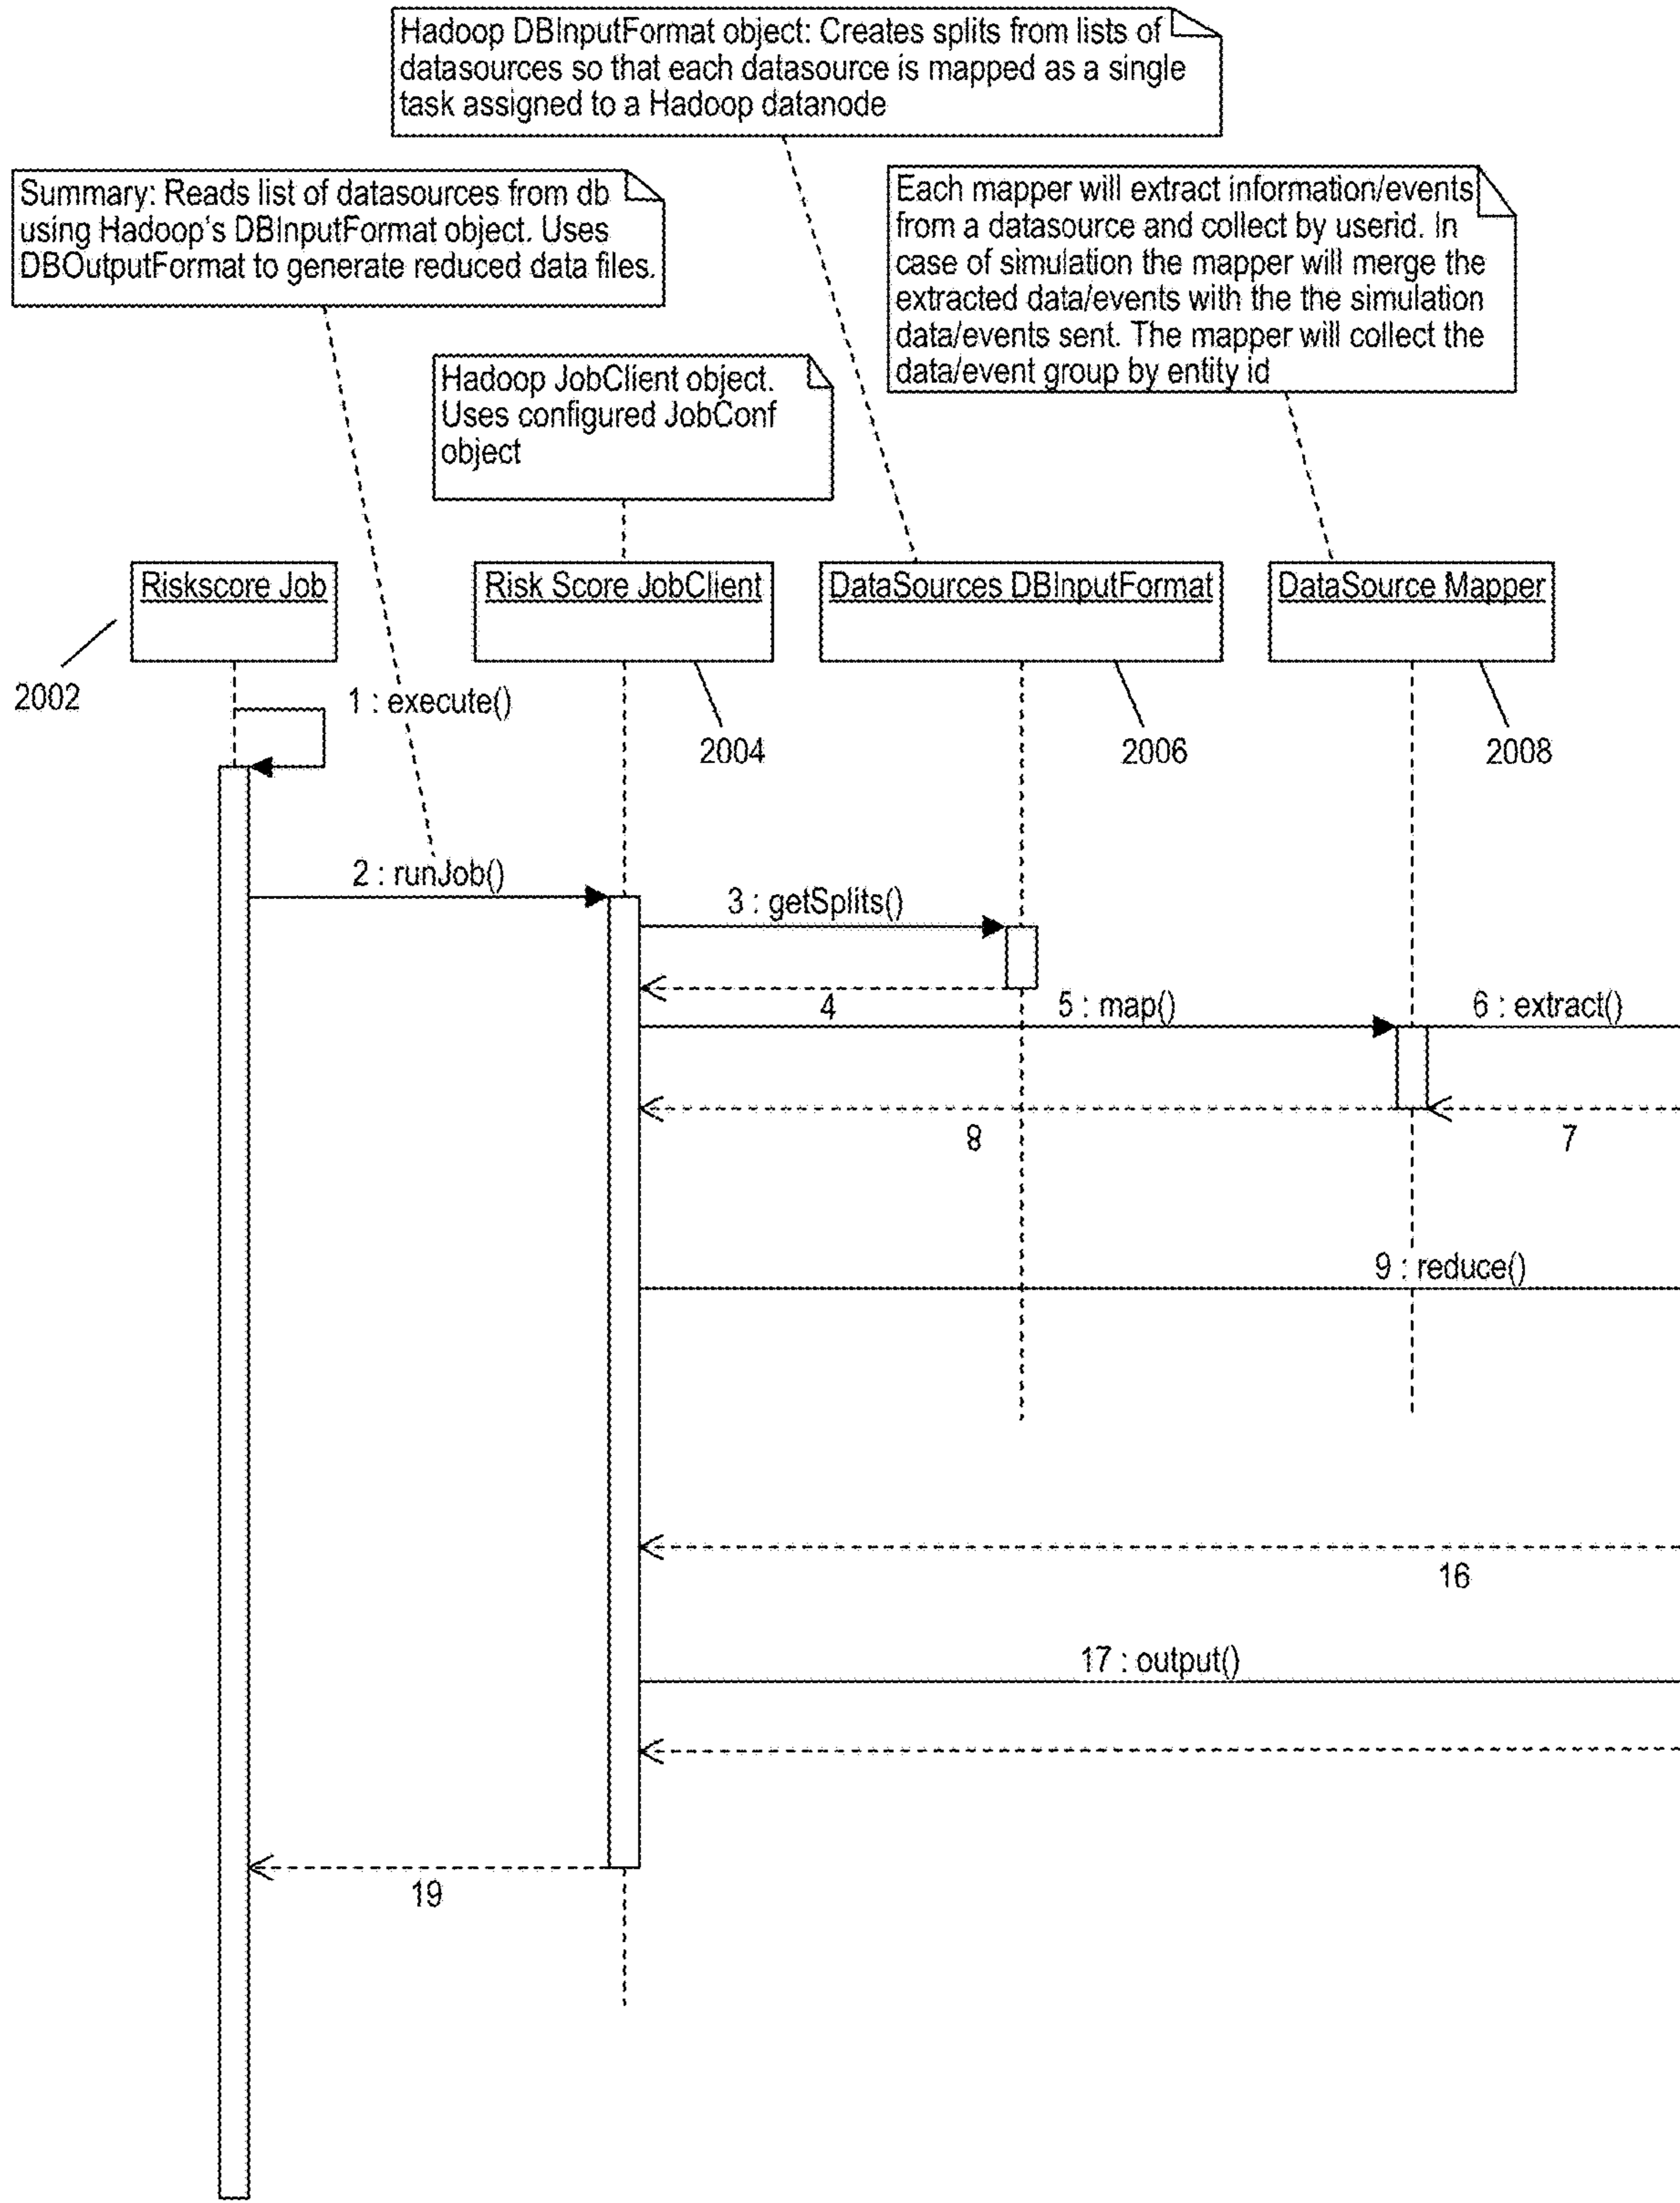 Hadoop DBInputFormat object: Creates splits from lists of
datasources so that each datasource is mapped as a single
task assigned to a Hadoop datanode
Summary: Reads list of datasources from db
using Hadoop's DBInputFormat object. Uses
DBOutputFormat to generate reduced data files.
Each mapper will extract information/events
from a datasource and collect by userid. In
case of simulation the mapper will merge the
extracted data/events with the the simulation
data/events sent. The mapper will collect the
data/event group by entity id
Hadoop JobClient object.
Uses configured JobConf
object
Riskscore Job
Risk Score JobClient
DataSources DBInputFormat
DataSource Mapper
2002
1 : execute()
2004
2006
2008
2 : runJob()
3 : getSplits()
4
5 : map()
6 : extract()
8
7
9 : reduce()
16
17 : output()
19